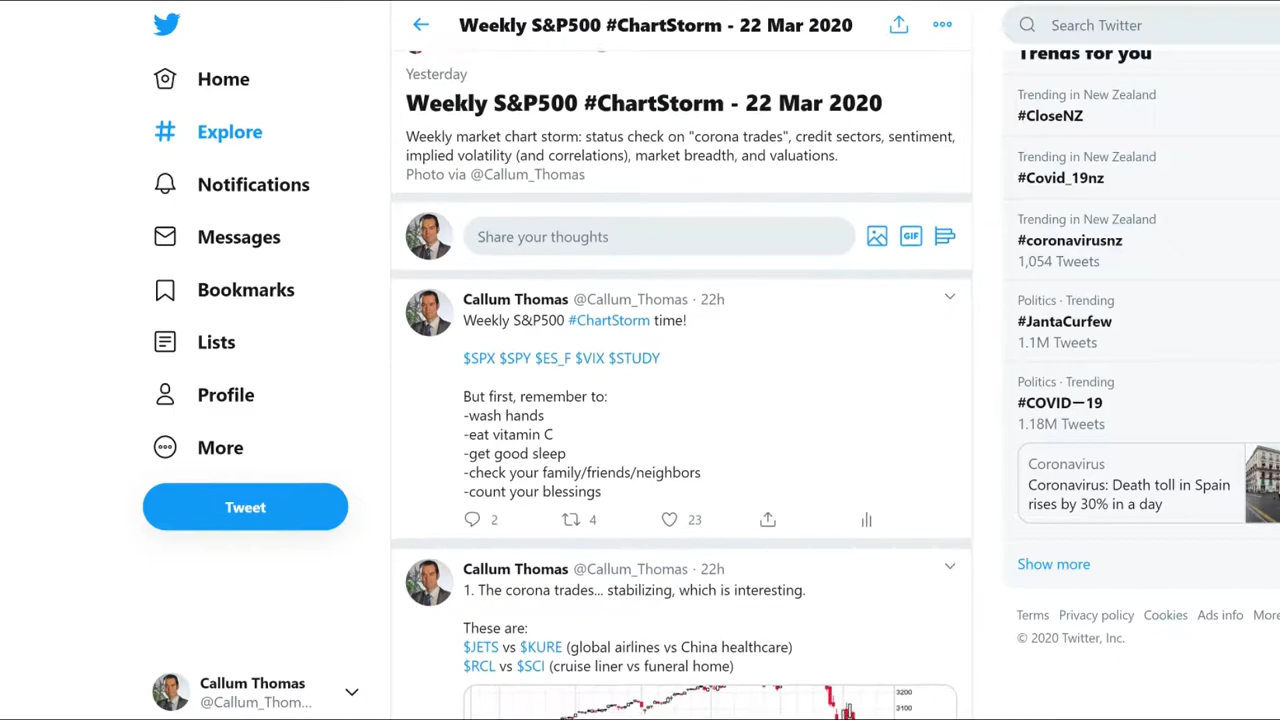 Home
Explore
Notifications
Messages
Bookmarks
Lists
Profile
More
Tweet
Callum Thomas
@Callum_Thom...
Weekly S&P500 #ChartStorm - 22 Mar 2020
Yesterday
Weekly S&P500 #ChartStorm - 22 Mar 2020
Weekly market chart storm: status check on "corona trades", credit sectors, sentiment,
implied volatility (and correlations), market breadth, and valuations.
Photo via @Callum_Thomas
Share your thoughts
GIF
Callum Thomas @Callum_Thomas · 22h
Weekly S&P500 #ChartStorm time!
$SPX $SPY $ES_F $VIX $STUDY
But first, remember to:
-wash hands
-eat vitamin C
-get good sleep
-check your family/friends/neighbors
-count your blessings
2 4 23
Callum Thomas @Callum_Thomas · 22h
1. The corona trades... stabilizing, which is interesting.
These are:
$JETS vs $KURE (global airlines vs China healthcare)
$RCL vs $SCI (cruise liner vs funeral home)
3200
3100
Search Twitter
Trends for you
Trending in New Zealand
#CloseNZ
Trending in New Zealand
#Covid_19nz
Trending in New Zealand
#coronavirusnz
1,054 Tweets
Politics · Trending
#JantaCurfew
1.1M Tweets
Politics · Trending
#COVIDー19
1.18M Tweets
Coronavirus
Coronavirus: Death toll in Spain
rises by 30% in a day
Show more
Terms Privacy policy Cookies Ads info More
© 2020 Twitter, Inc.